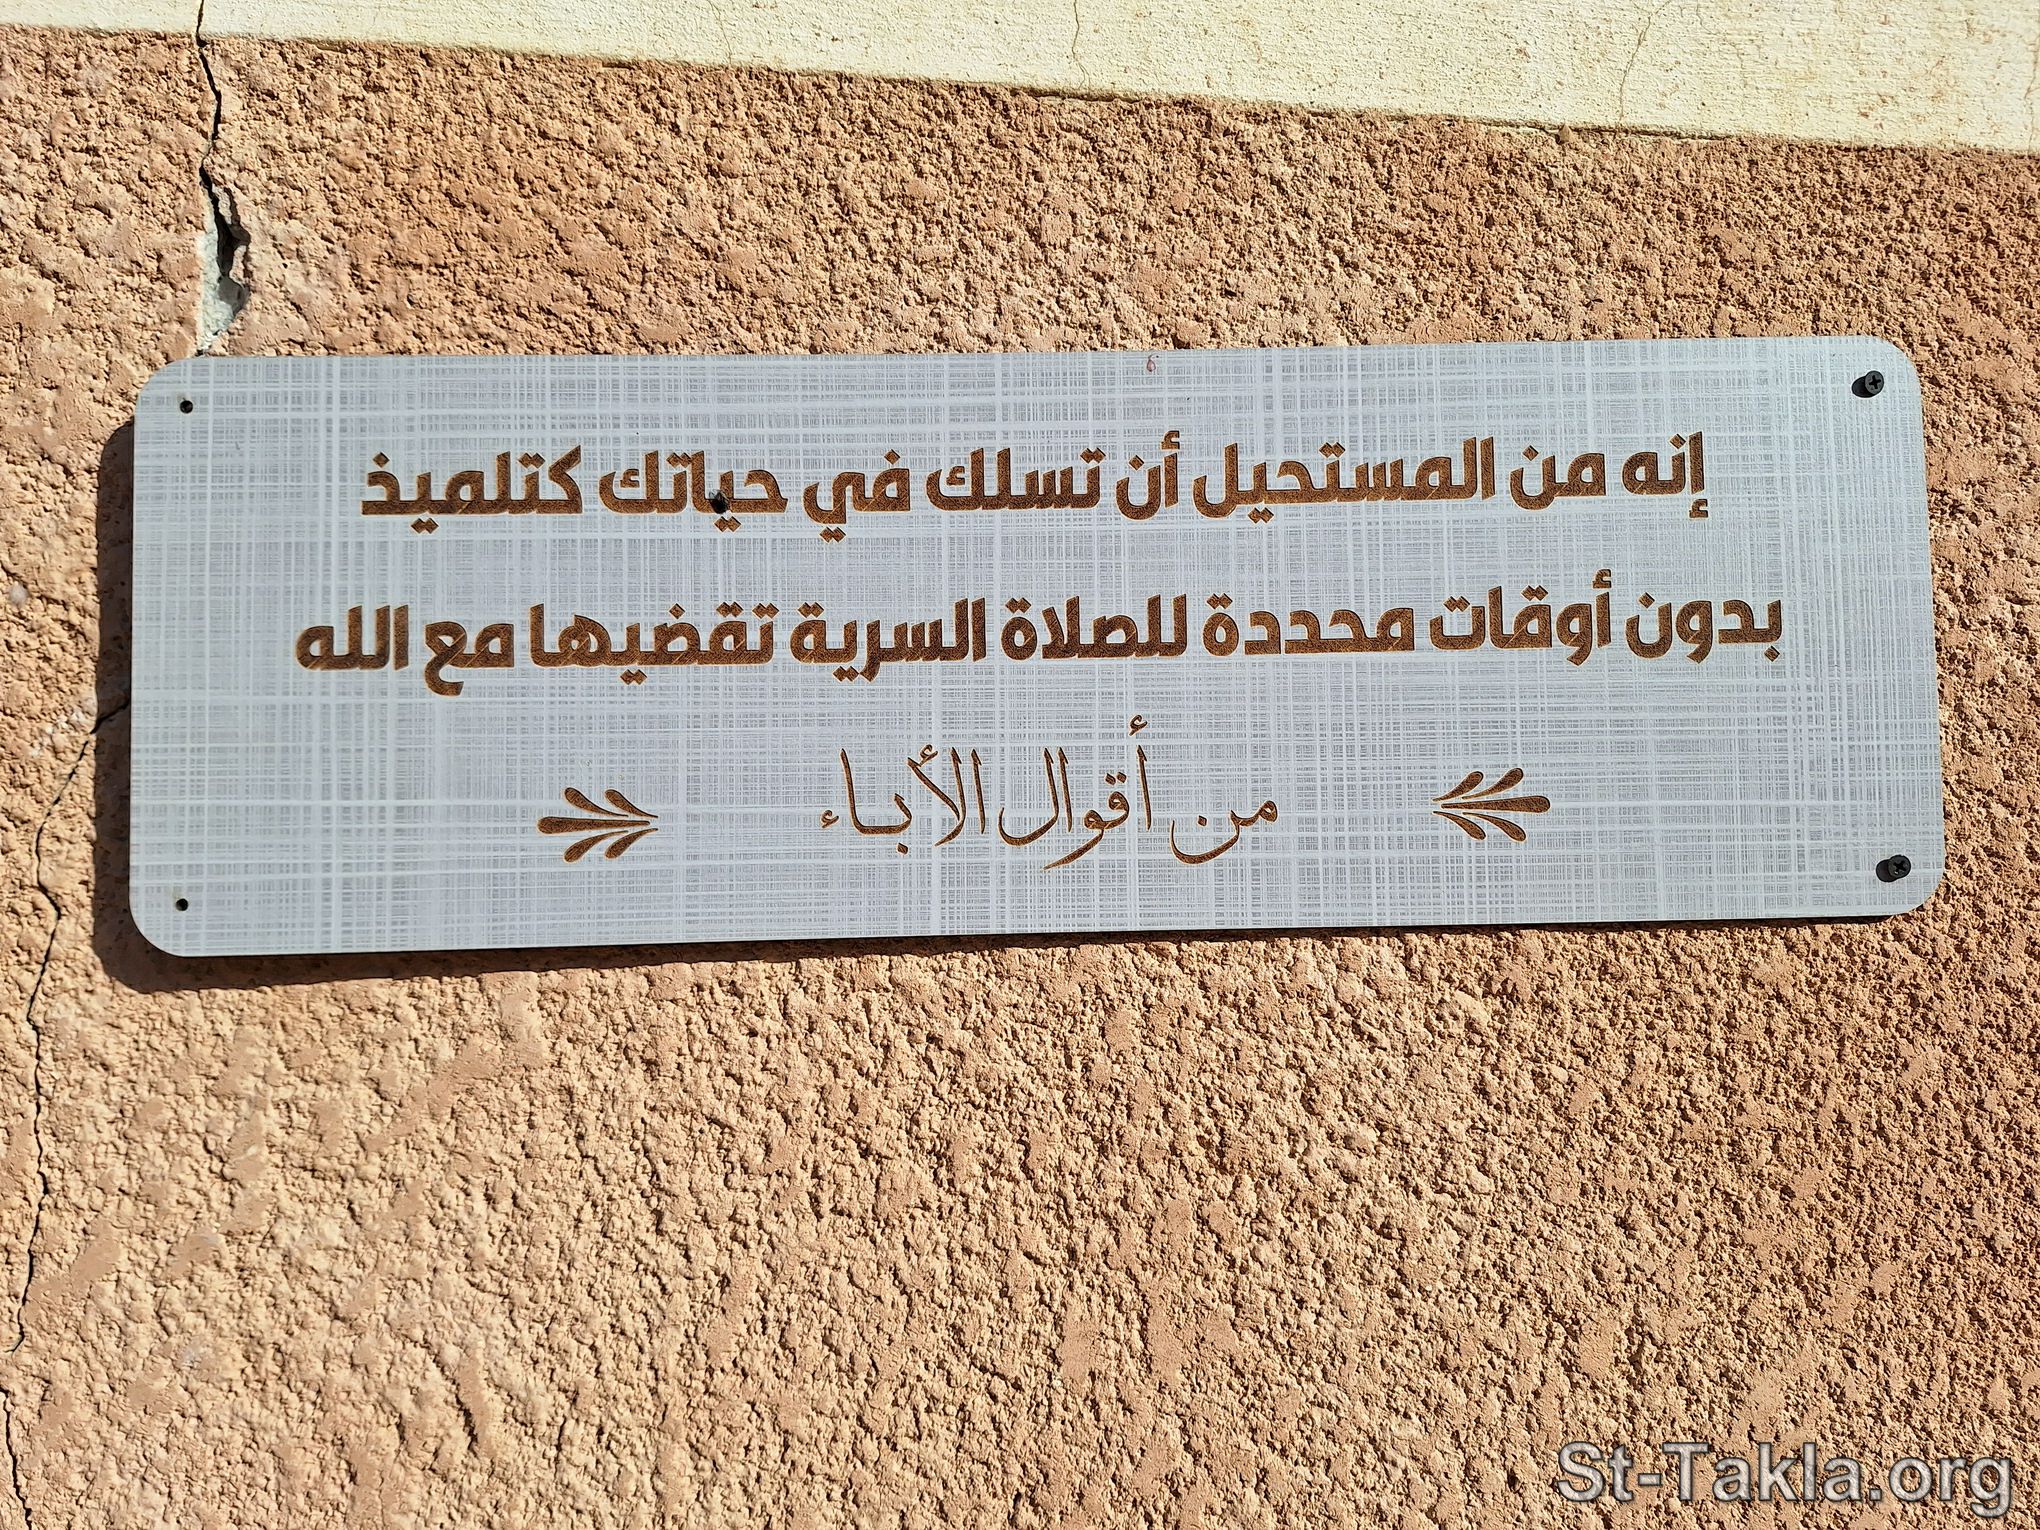 إنه من المستحيل أن تسلك في حياتك كتلميذ
بدون أوقات محددة للصلاة السرية تقضيها مع الله
من أقوال الأباء
St-Takla.org